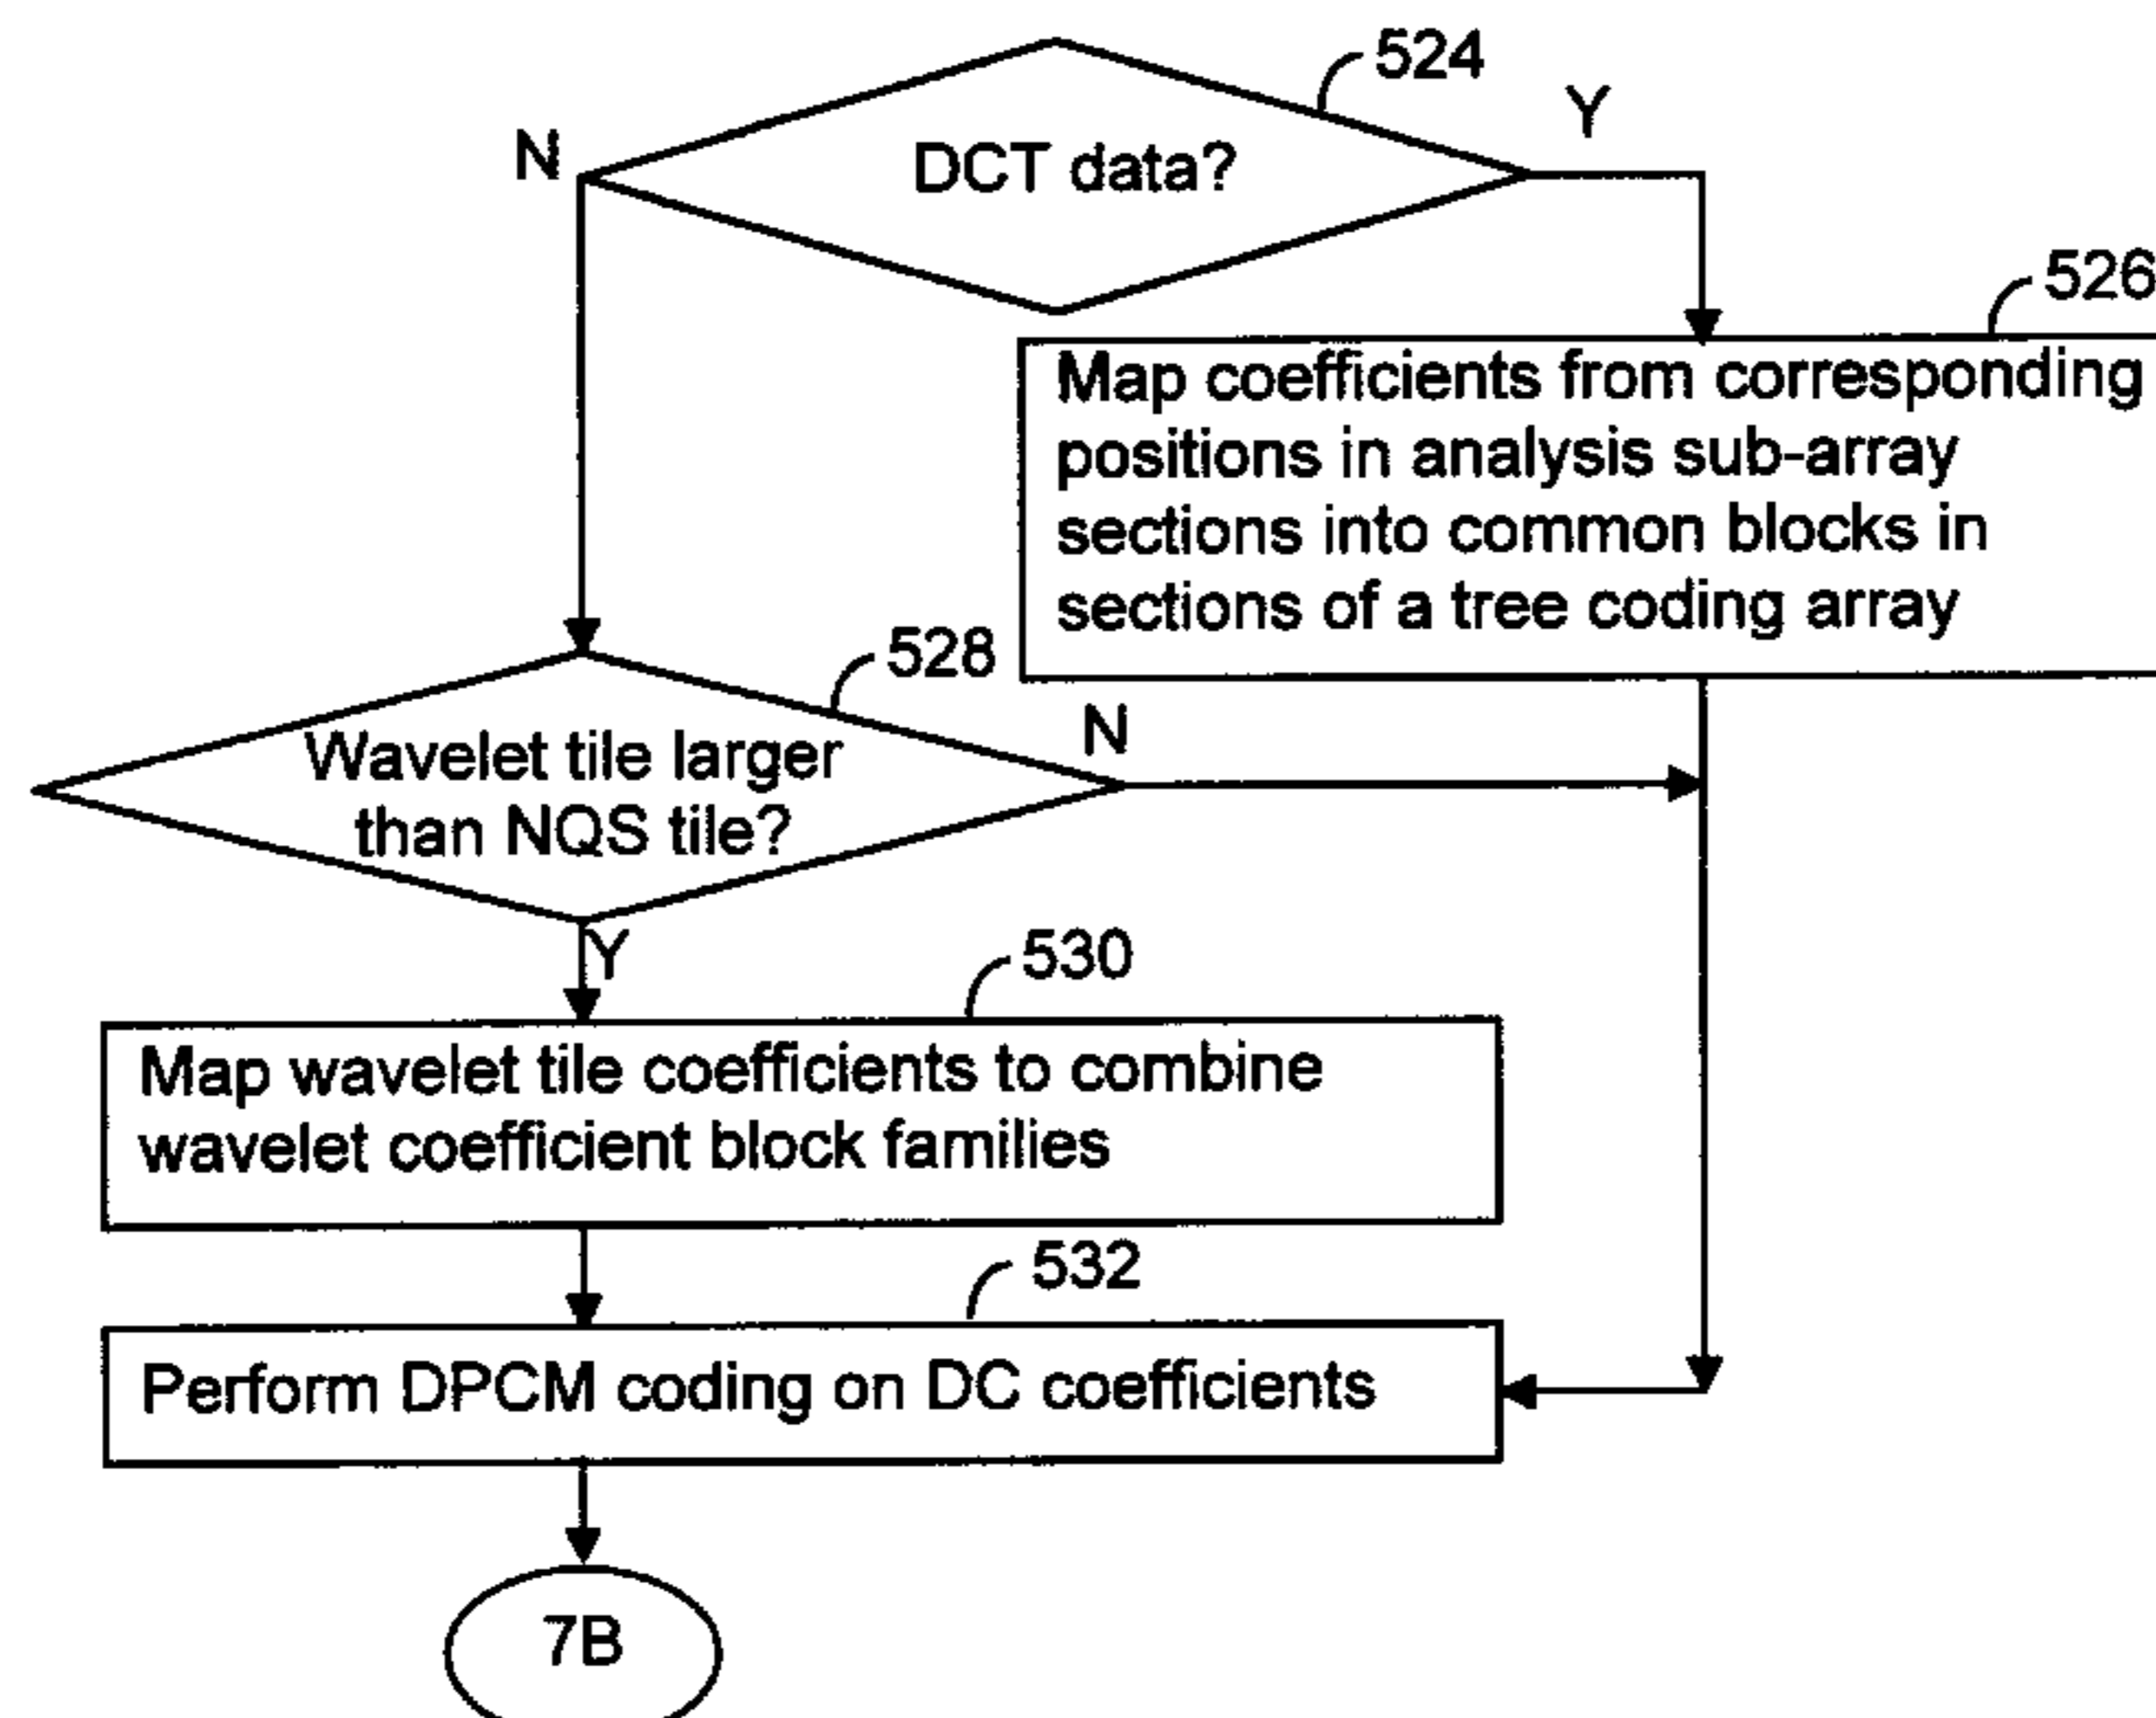 524
Y
N
DCT data?
526
Map coefficients from corresponding
positions in analysis sub-array
sections into common blocks in
sections of a tree coding array
528
N
Wavelet tile larger
than NQS tile?
Y
530
Map wavelet tile coefficients to combine
wavelet coefficient block families
532
Perform DPCM coding on DC coefficients
7B